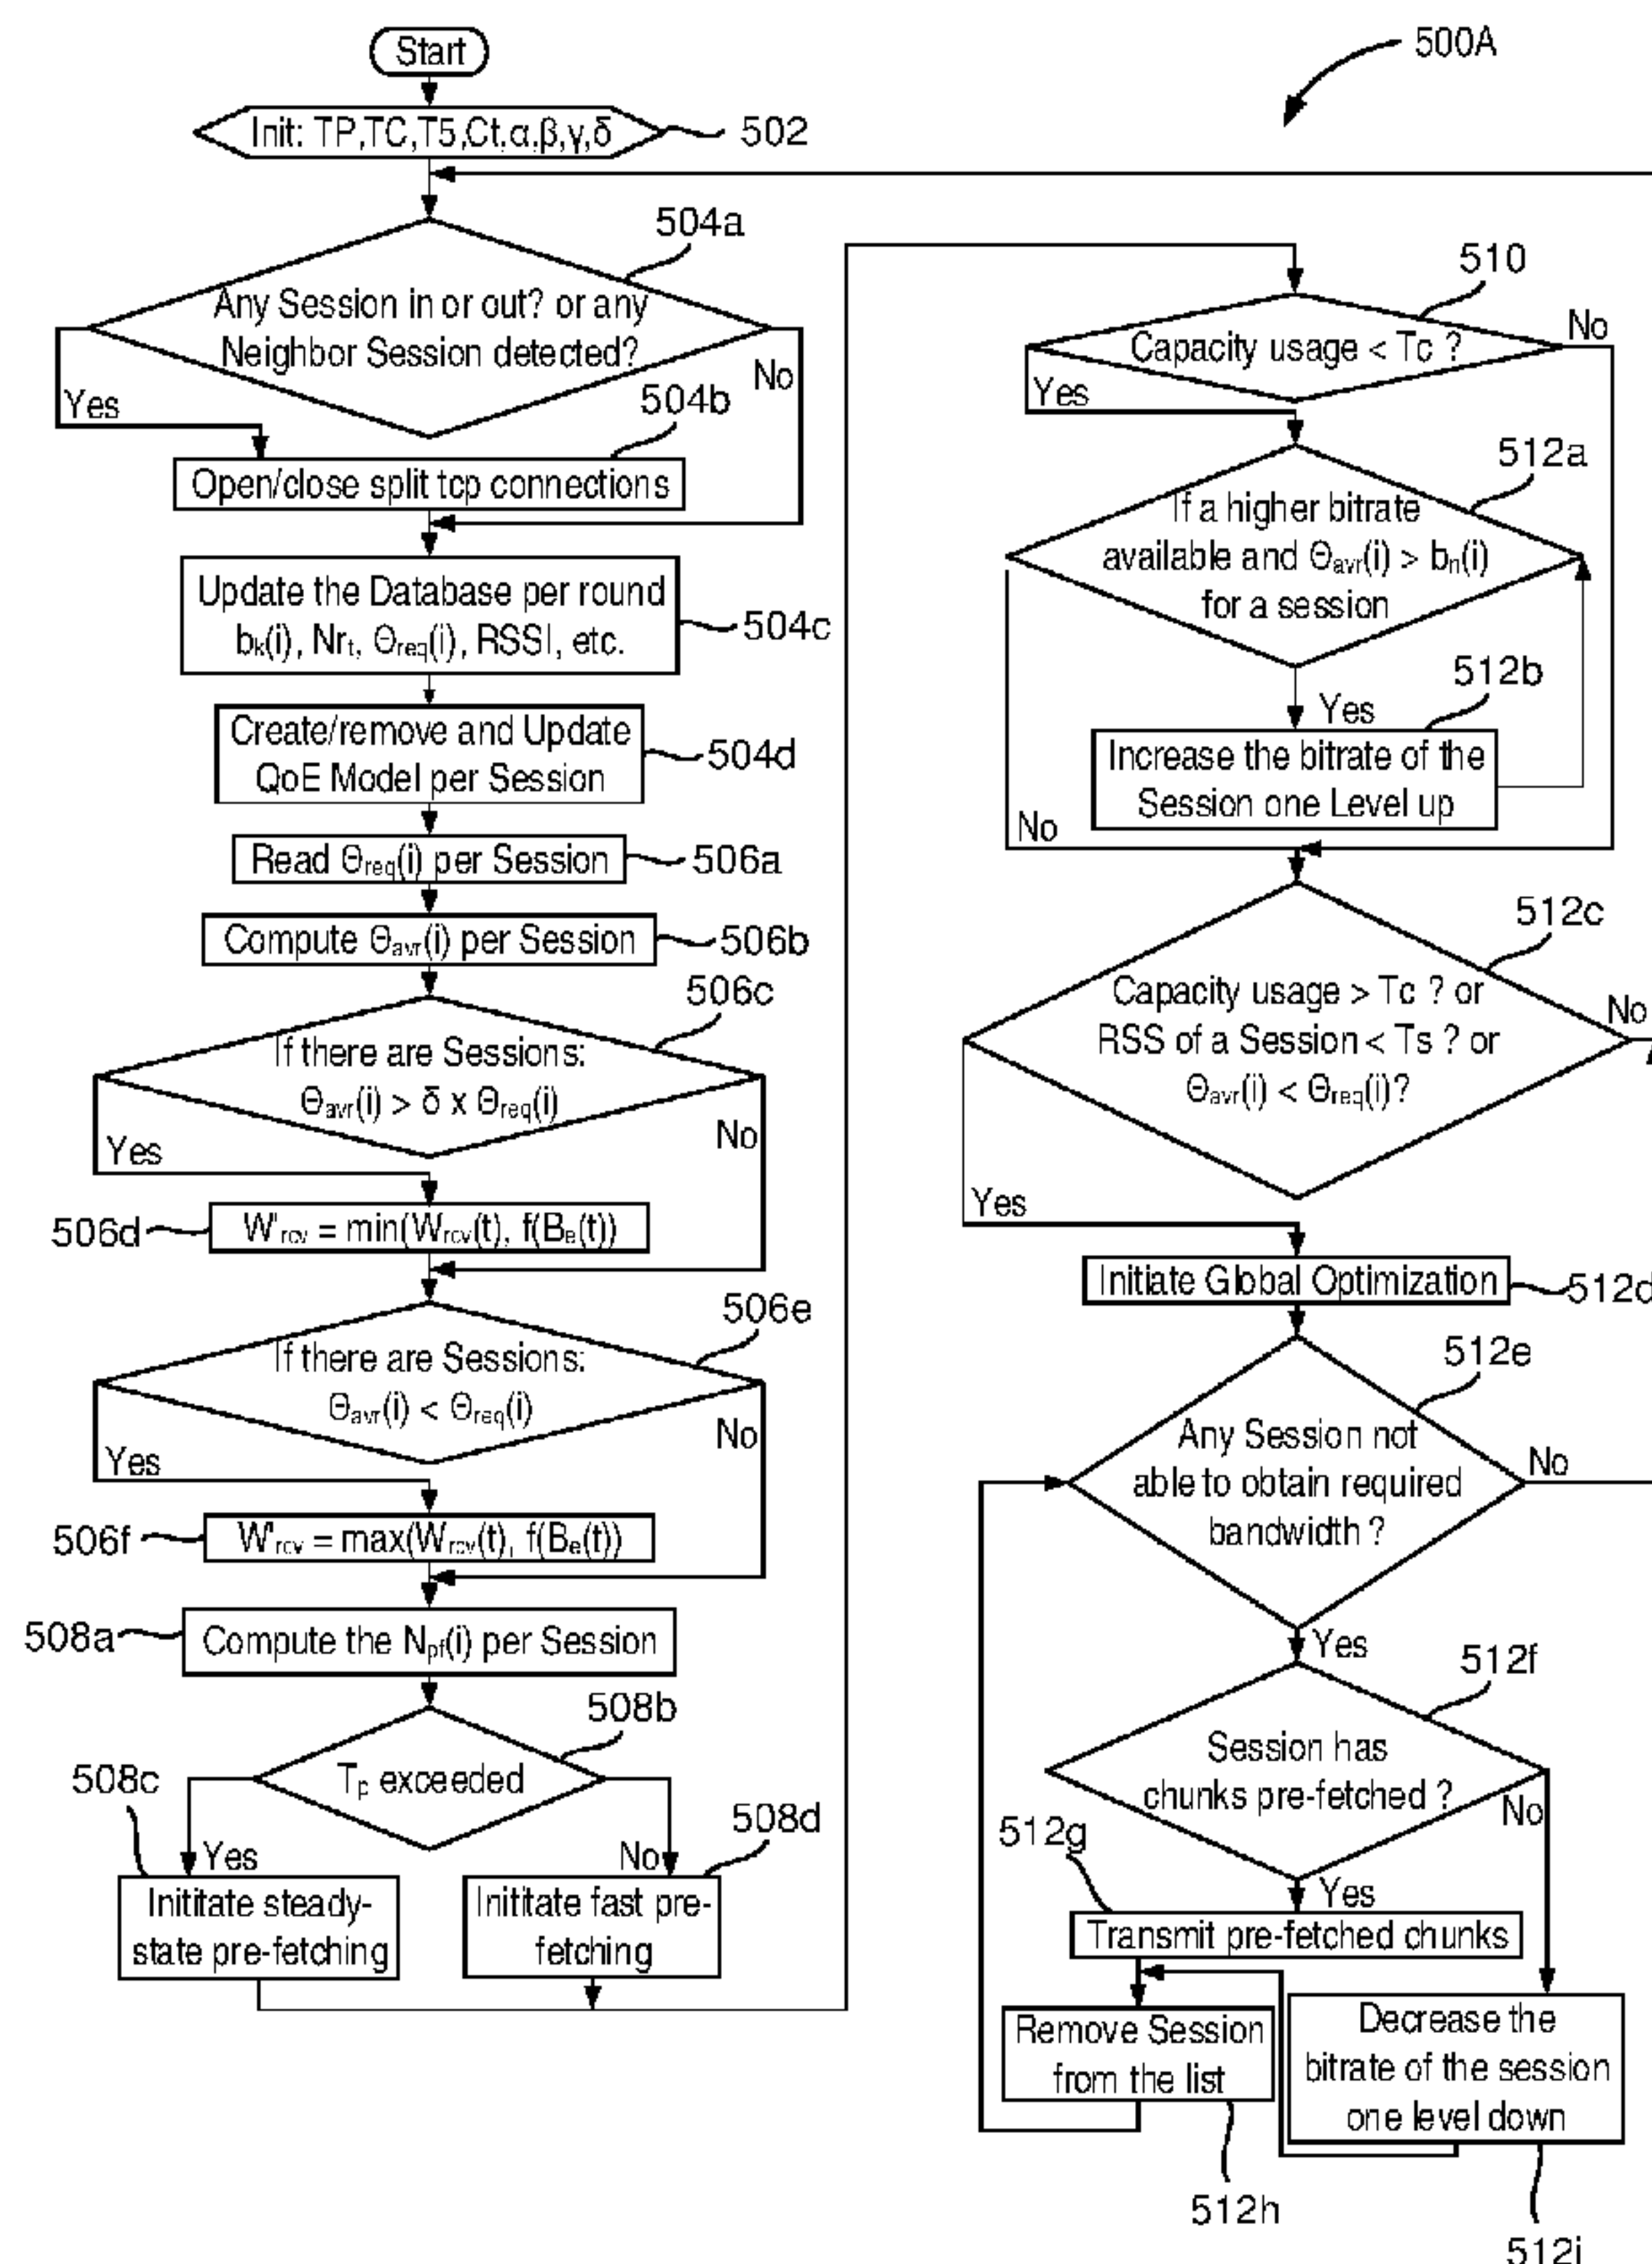 Start
500A
Init: TP,TC,T5,Ct,α,β,γ,δ
502
504a
Any Session in or out? or any
Neighbor Session detected?
Yes
No
504b
Open/close split tcp connections
Update the Database per round
bk(i), Nrt, Θreq(i), RSSI, etc.
504c
Create/remove and Update
QoE Model per Session
504d
Read Θreq(i) per Session
506a
Compute Θavr(i) per Session
506b
506c
If there are Sessions:
Θavr(i) > δ x Θreq(i)
Yes
No
506d
W'rcv = min(Wrcv(t), f(Be(t))
506e
If there are Sessions:
Θavr(i) < Θreq(i)
Yes
No
506f
W'rcv = max(Wrcv(t), f(Be(t))
508a
Compute the Npf(i) per Session
508b
Tp exceeded
508c
508d
Yes
No
Inititate steady-
state pre-fetching
Inititate fast pre-
fetching
510
Capacity usage < Tc ?
No
Yes
512a
If a higher bitrate
available and Θavr(i) > bn(i)
for a session
512b
Yes
Increase the bitrate of the
Session one Level up
No
512c
Capacity usage > Tc ? or
RSS of a Session < Ts ? or
Θavr(i) < Θreq(i)?
No
Yes
Initiate Global Optimization
512d
512e
Any Session not
able to obtain required
bandwidth ?
No
Yes
512f
Session has
chunks pre-fetched ?
No
512g
Yes
Transmit pre-fetched chunks
Remove Session
from the list
Decrease the
bitrate of the session
one level down
512h
512i